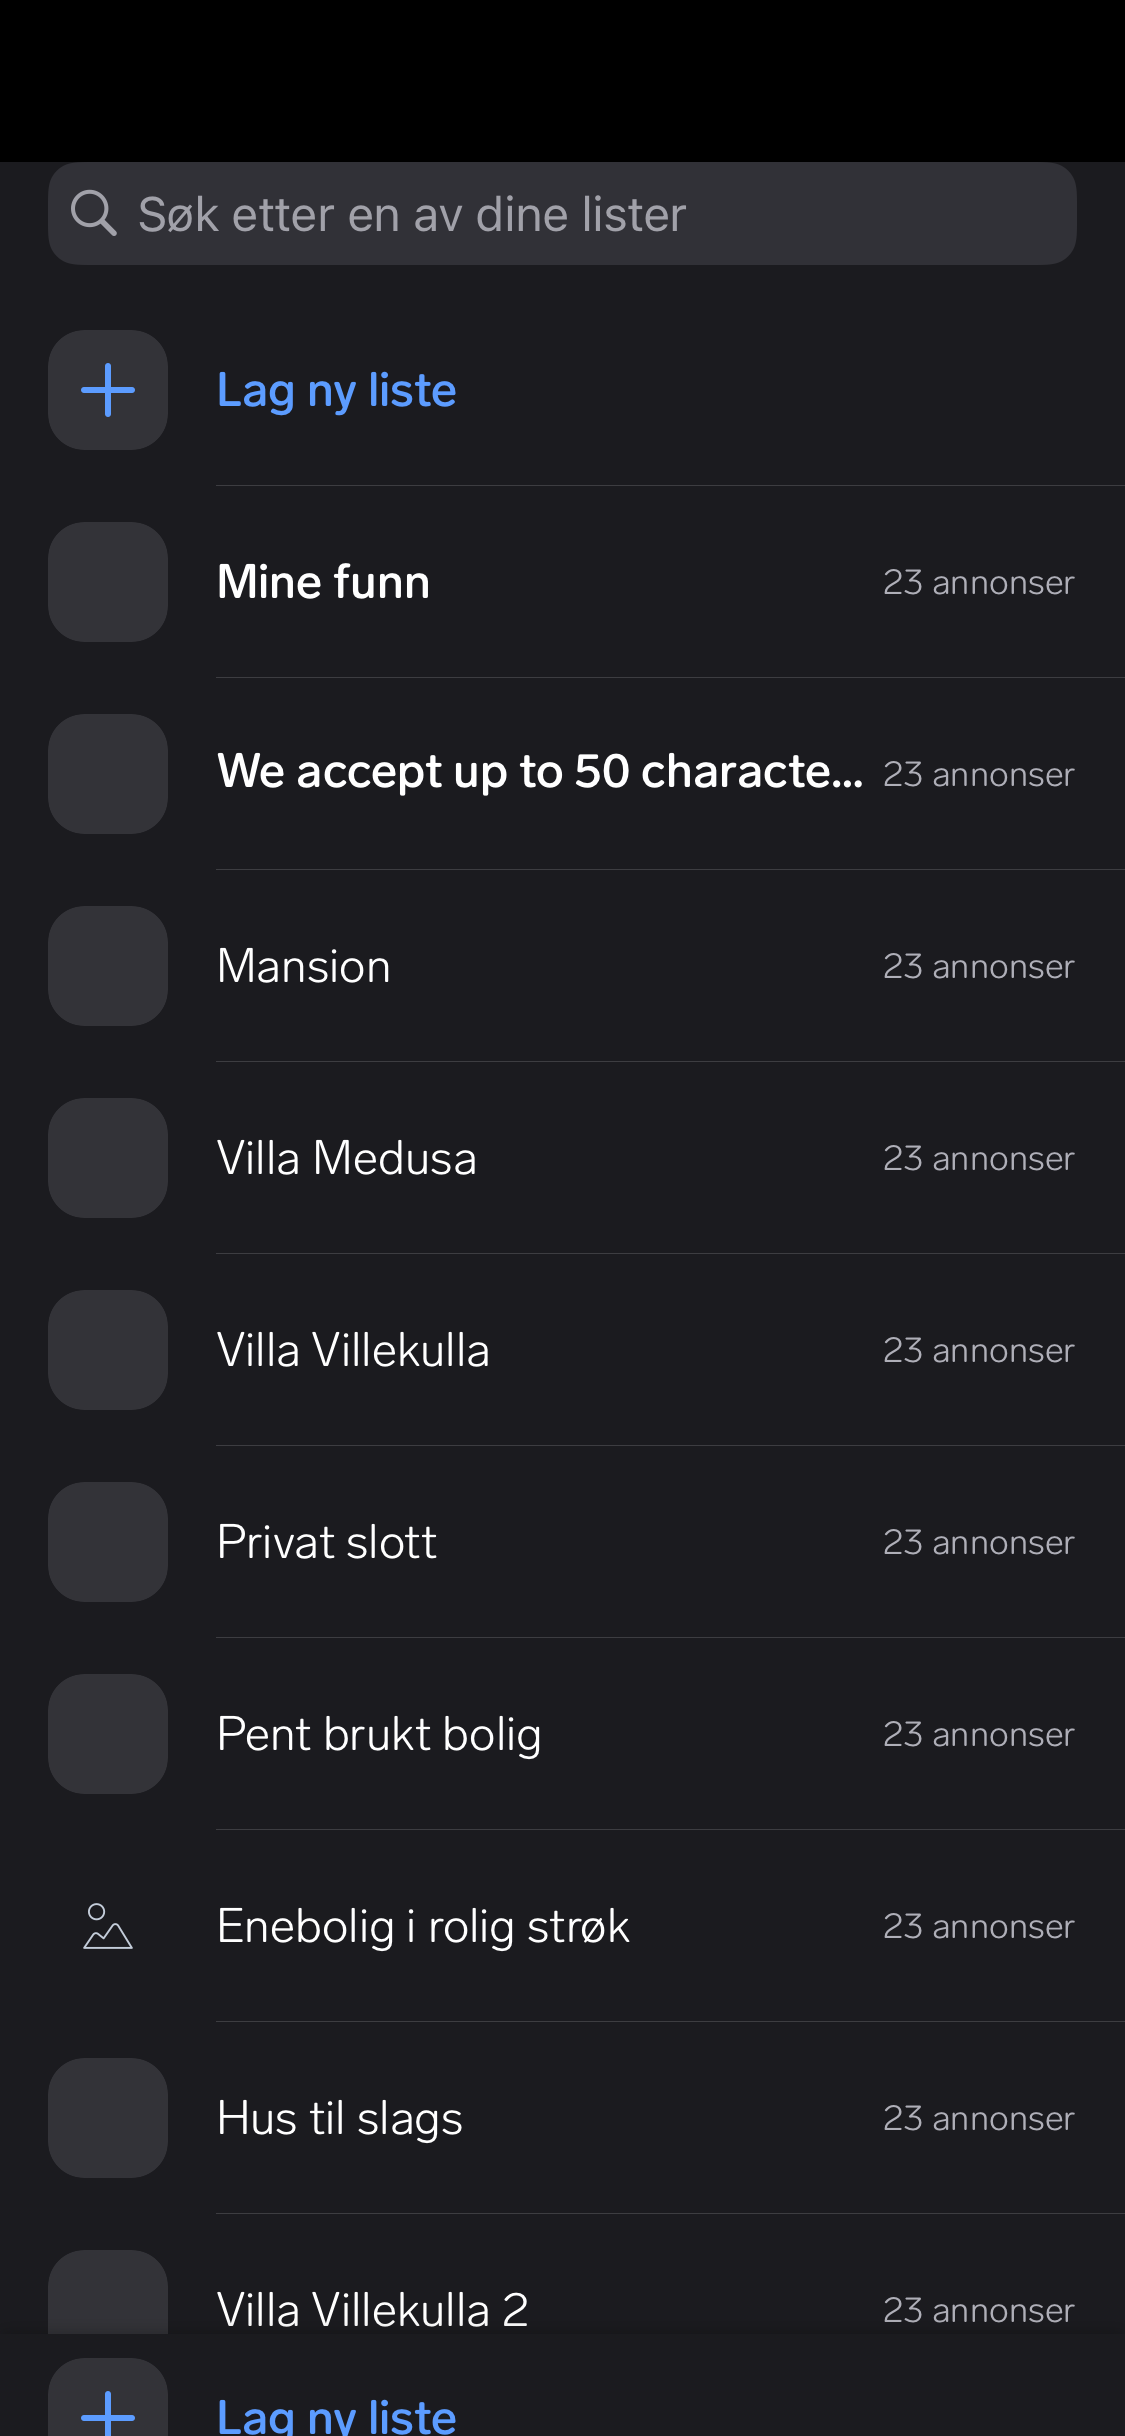 Søk etter en av dine lister
Lag ny liste
Mine funn 23 annonser
We accept up to 50 characte... 23 annonser
Mansion 23 annonser
Villa Medusa 23 annonser
Villa Villekulla 23 annonser
Privat slott 23 annonser
Pent brukt bolig 23 annonser
Enebolig i rolig strøk 23 annonser
Hus til slags 23 annonser
Villa Villekulla 2 23 annonser
Lag ny liste